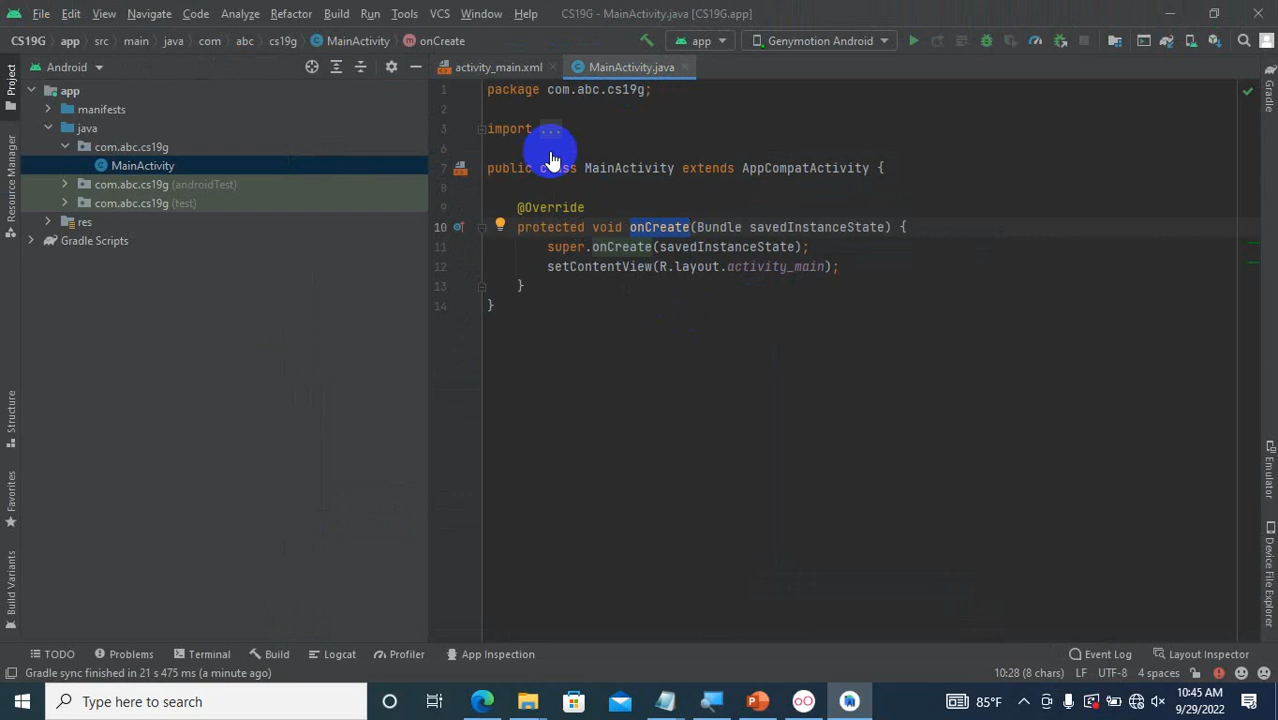 File Edit View Navigate Code Analyze Refactor Build Run Tools VCS Window Help CS19G - MainActivity.java [CS19G.app]
CS19G app src main java com abc cs19g MainActivity onCreate app Genymotion Android
Android activity_main.xml MainActivity.java
Project
Resource Manager
Structure
Favorites
Build Variants
app
manifests
java
com.abc.cs19g
MainActivity
com.abc.cs19g (androidTest)
com.abc.cs19g (test)
res
Gradle Scripts
1 package com.abc.cs19g;
2
3 import ...
6
7 public class MainActivity extends AppCompatActivity {
8
9 @Override
10 protected void onCreate(Bundle savedInstanceState) {
11 super.onCreate(savedInstanceState);
12 setContentView(R.layout.activity_main);
13 }
14 }
Gradle
Emulator
Device File Explorer
TODO Problems Terminal Build Logcat Profiler App Inspection Event Log Layout Inspector
Gradle sync finished in 21 s 475 ms (a minute ago) 10:28 (8 chars) LF UTF-8 4 spaces
Type here to search 85°F 10:45 AM
9/29/2022